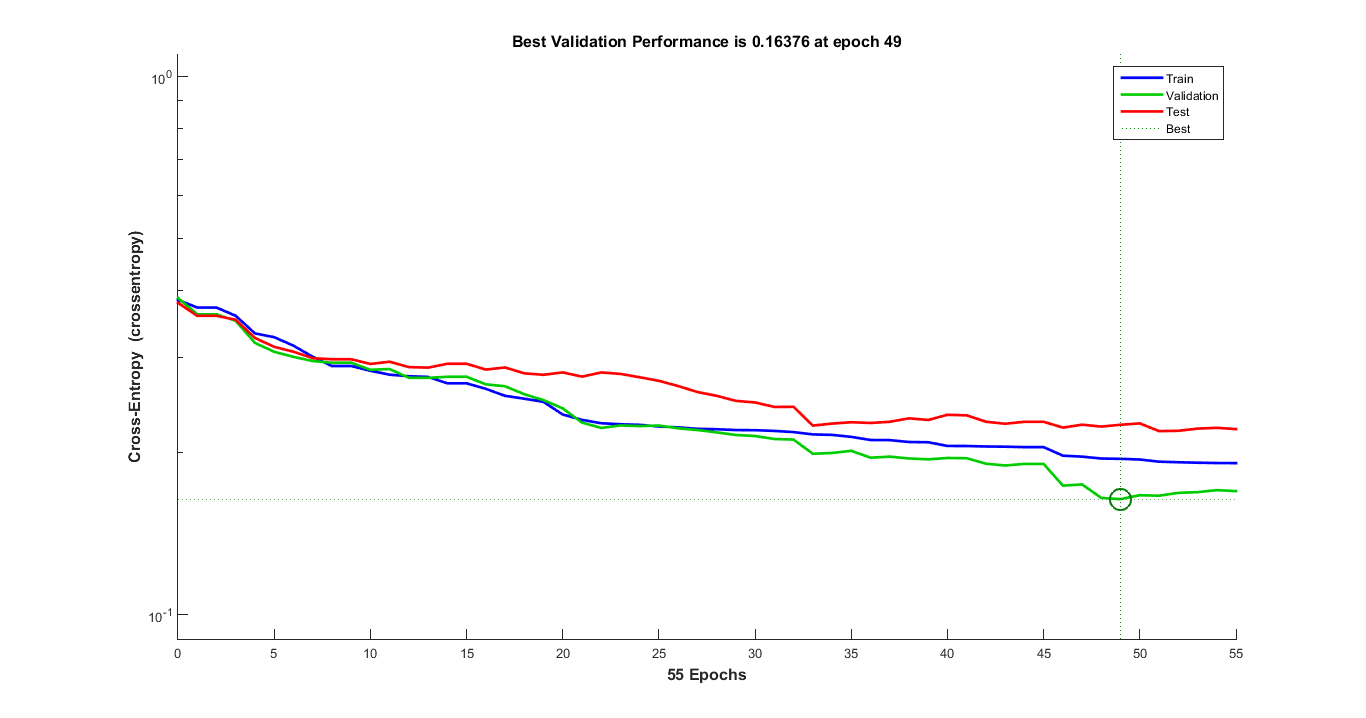 Best Validation Performance is 0.16376 at epoch 49
10^0
Train
Validation
Test
Best
Cross-Entropy (crossentropy)
10^-1
0 5 10 15 20 25 30 35 40 45 50 55
55 Epochs